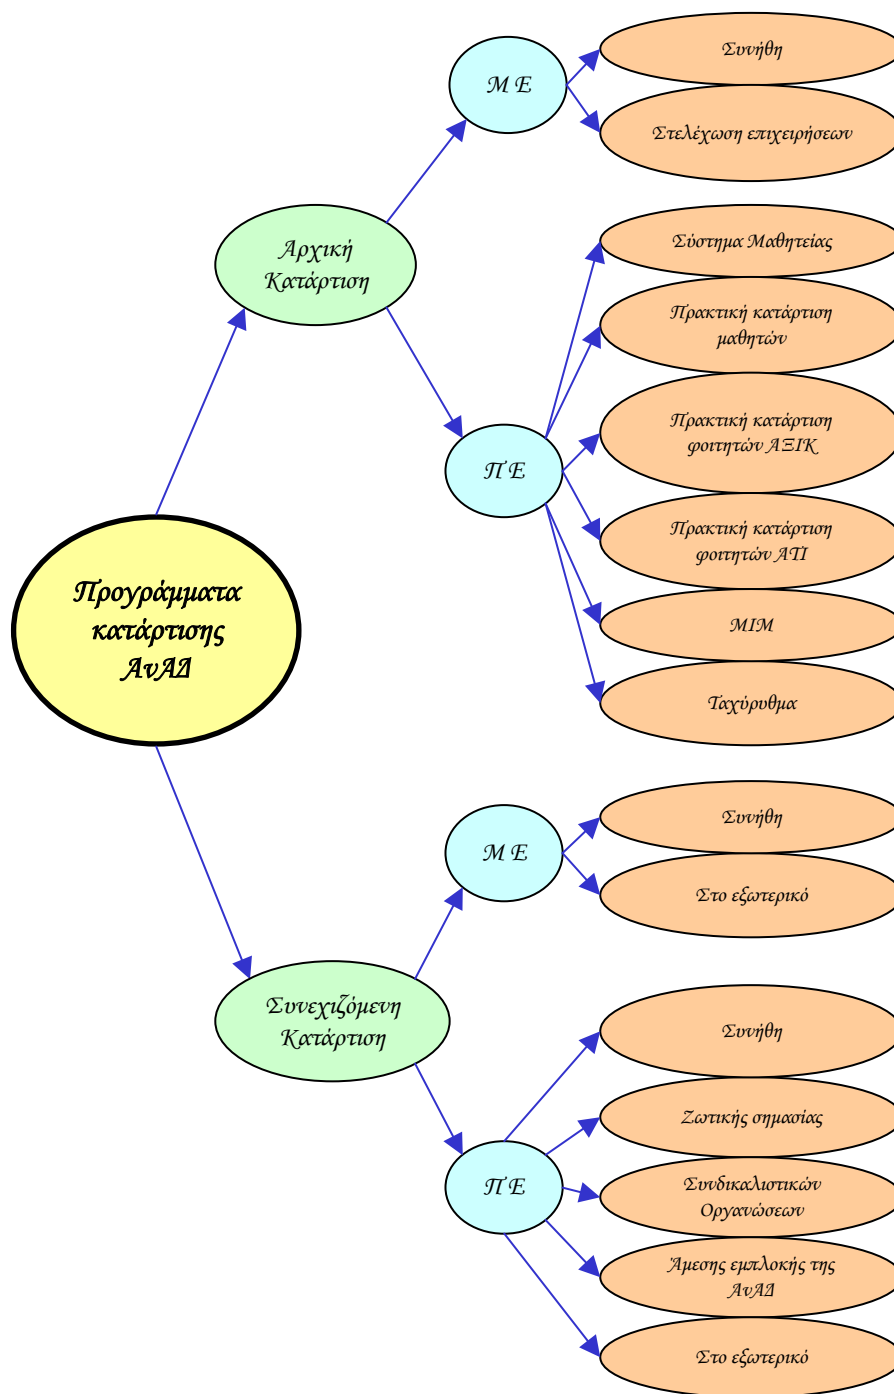 Μ Ε
Συνήθη
Στελέχωση επιχειρήσεων
Αρχική
Κατάρτιση
Σύστημα Μαθητείας
Πρακτική κατάρτιση
μαθητών
Πρακτική κατάρτιση
φοιτητών ΑΞΙΚ
Π Ε
Πρακτική κατάρτιση
φοιτητών ΑΤΙ
ΜΙΜ
Ταχύρυθμα
Προγράμματα
κατάρτισης
ΑνΑΔ
Μ Ε
Συνήθη
Στο εξωτερικό
Συνεχιζόμενη
Κατάρτιση
Π Ε
Συνήθη
Ζωτικής σημασίας
Συνδικαλιστικών
Οργανώσεων
Άμεσης εμπλοκής της
ΑνΑΔ
Στο εξωτερικό